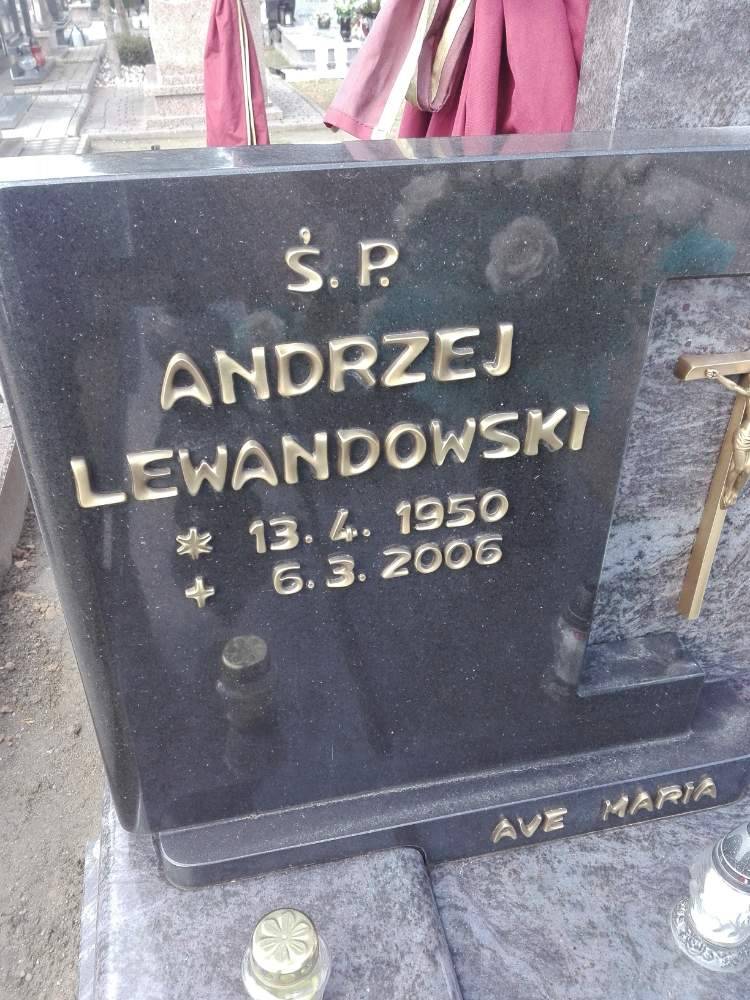 Ś. P.
ANDRZEJ
LEWANDOWSKI
* 13. 4. 1950
+ 6. 3. 2006
AVE MARIA